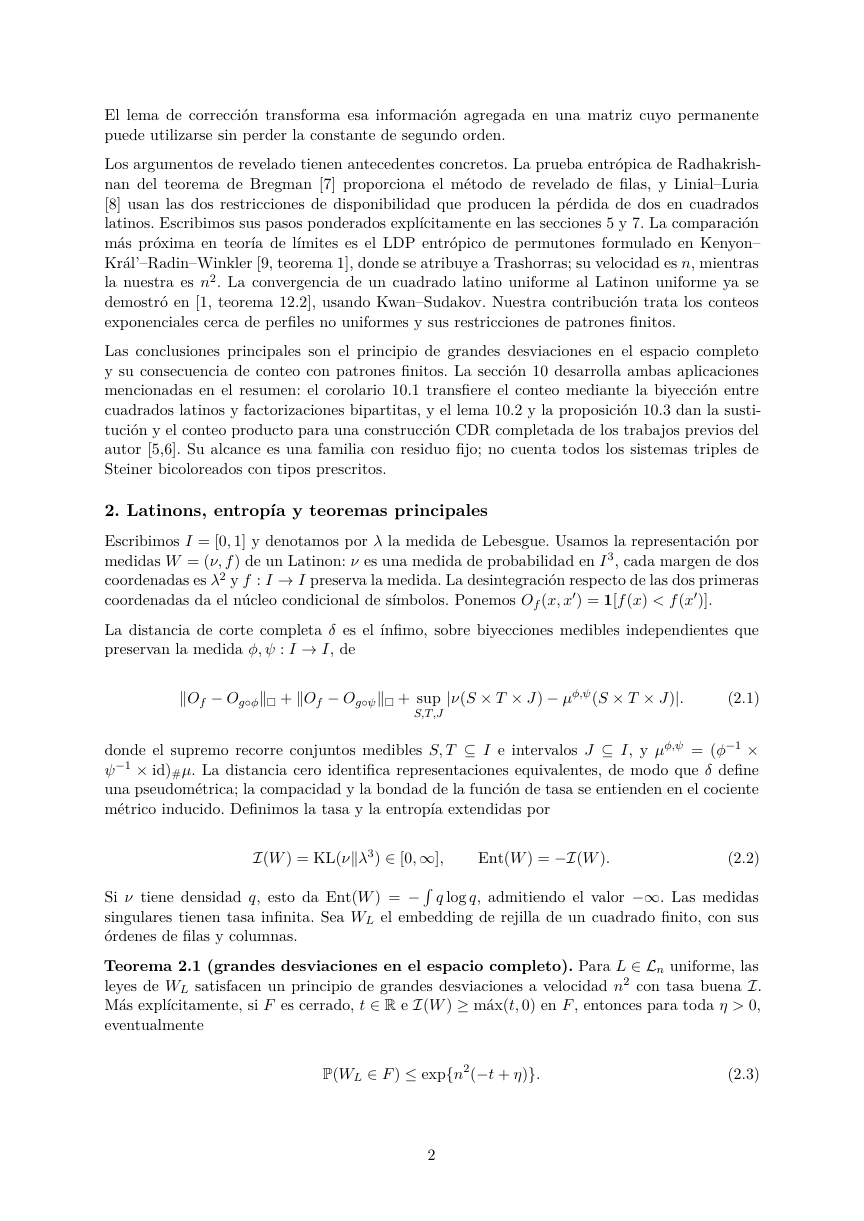 El lema de corrección transforma esa información agregada en una matriz cuyo permanente
puede utilizarse sin perder la constante de segundo orden.
Los argumentos de revelado tienen antecedentes concretos. La prueba entrópica de Radhakrish-
nan del teorema de Bregman [7] proporciona el método de revelado de filas, y Linial–Luria
[8] usan las dos restricciones de disponibilidad que producen la pérdida de dos en cuadrados
latinos. Escribimos sus pasos ponderados explícitamente en las secciones 5 y 7. La comparación
más próxima en teoría de límites es el LDP entrópico de permutones formulado en Kenyon–
Král'–Radin–Winkler [9, teorema 1], donde se atribuye a Trashorras; su velocidad es n, mientras
la nuestra es n². La convergencia de un cuadrado latino uniforme al Latinon uniforme ya se
demostró en [1, teorema 12.2], usando Kwan–Sudakov. Nuestra contribución trata los conteos
exponenciales cerca de perfiles no uniformes y sus restricciones de patrones finitos.
Las conclusiones principales son el principio de grandes desviaciones en el espacio completo
y su consecuencia de conteo con patrones finitos. La sección 10 desarrolla ambas aplicaciones
mencionadas en el resumen: el corolario 10.1 transfiere el conteo mediante la biyección entre
cuadrados latinos y factorizaciones bipartitas, y el lema 10.2 y la proposición 10.3 dan la susti-
tución y el conteo producto para una construcción CDR completada de los trabajos previos del
autor [5,6]. Su alcance es una familia con residuo fijo; no cuenta todos los sistemas triples de
Steiner bicoloreados con tipos prescritos.
2. Latinons, entropía y teoremas principales
Escribimos I = [0, 1] y denotamos por λ la medida de Lebesgue. Usamos la representación por
medidas W = (ν, f) de un Latinon: ν es una medida de probabilidad en I³, cada margen de dos
coordenadas es λ² y f : I → I preserva la medida. La desintegración respecto de las dos primeras
coordenadas da el núcleo condicional de símbolos. Ponemos O_f(x, x′) = 𝟏[f(x) < f(x′)].
La distancia de corte completa δ es el ínfimo, sobre biyecciones medibles independientes que
preservan la medida ϕ, ψ : I → I, de
‖O_f − O_{g∘ϕ}‖_□ + ‖O_f − O_{g∘ψ}‖_□ + sup_{S,T,J} |ν(S × T × J) − μ^{ϕ,ψ}(S × T × J)|. (2.1)
donde el supremo recorre conjuntos medibles S, T ⊆ I e intervalos J ⊆ I, y μ^{ϕ,ψ} = (ϕ⁻¹ ×
ψ⁻¹ × id)_#μ. La distancia cero identifica representaciones equivalentes, de modo que δ define
una pseudométrica; la compacidad y la bondad de la función de tasa se entienden en el cociente
métrico inducido. Definimos la tasa y la entropía extendidas por
ℐ(W) = KL(ν‖λ³) ∈ [0, ∞], Ent(W) = −ℐ(W). (2.2)
Si ν tiene densidad q, esto da Ent(W) = − ∫ q log q, admitiendo el valor −∞. Las medidas
singulares tienen tasa infinita. Sea W_L el embedding de rejilla de un cuadrado finito, con sus
órdenes de filas y columnas.
Teorema 2.1 (grandes desviaciones en el espacio completo). Para L ∈ ℒ_n uniforme, las
leyes de W_L satisfacen un principio de grandes desviaciones a velocidad n² con tasa buena ℐ.
Más explícitamente, si F es cerrado, t ∈ ℝ e ℐ(W) ≥ máx(t, 0) en F, entonces para toda η > 0,
eventualmente
ℙ(W_L ∈ F) ≤ exp{n²(−t + η)}. (2.3)
2